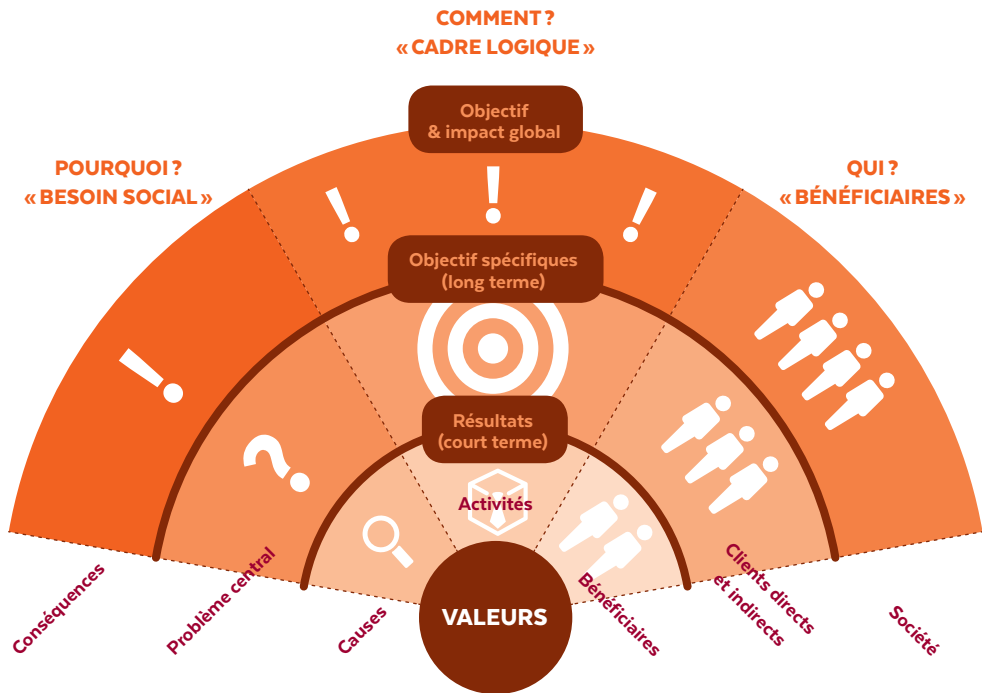 COMMENT ?
« CADRE LOGIQUE »
Objectif
& impact global
POURQUOI ?
« BESOIN SOCIAL »
QUI ?
« BÉNÉFICIAIRES »
Objectif spécifiques
(long terme)
Résultats
(court terme)
Activités
Conséquences
Problème central
Causes
VALEURS
Bénéficiaires
Clients directs
et indirects
Société